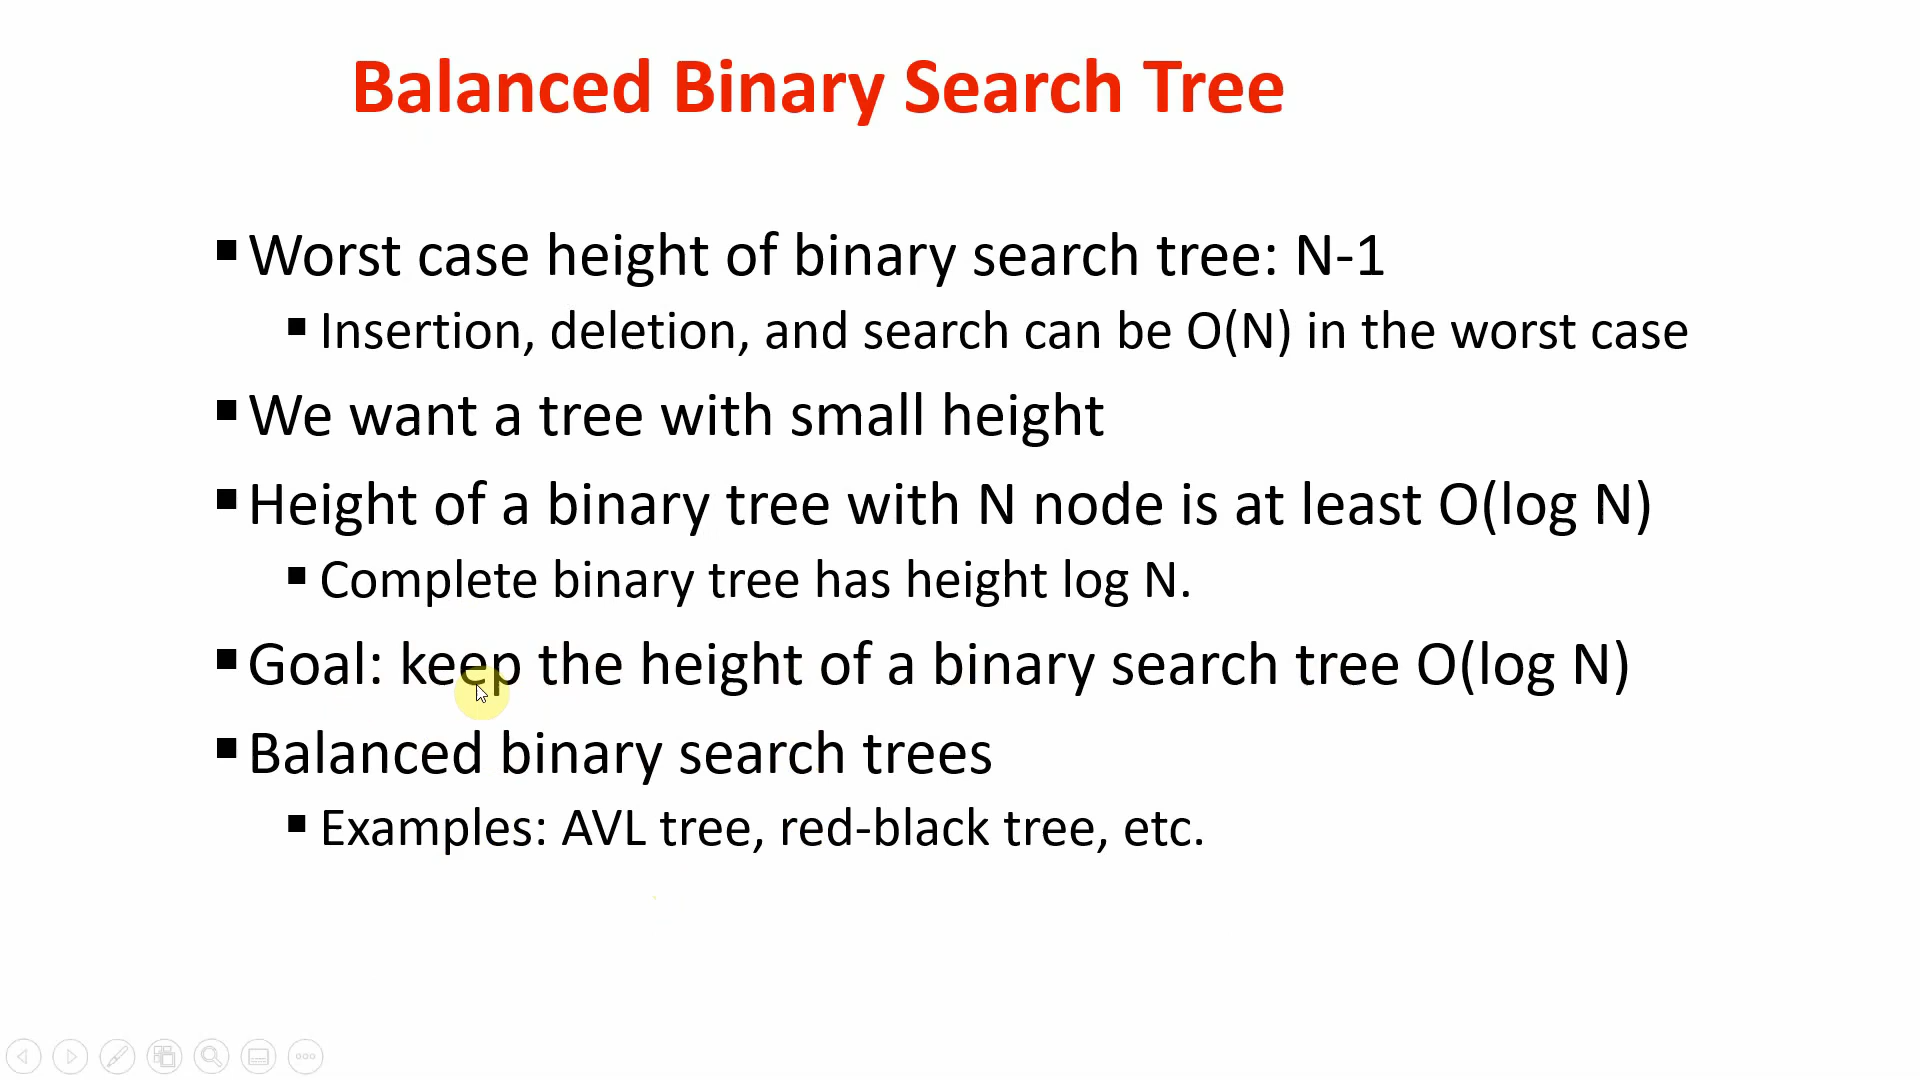 Balanced Binary Search Tree
▪Worst case height of binary search tree: N-1
▪Insertion, deletion, and search can be O(N) in the worst case
▪We want a tree with small height
▪Height of a binary tree with N node is at least O(log N)
▪Complete binary tree has height log N.
▪Goal: keep the height of a binary search tree O(log N)
▪Balanced binary search trees
▪Examples: AVL tree, red-black tree, etc.